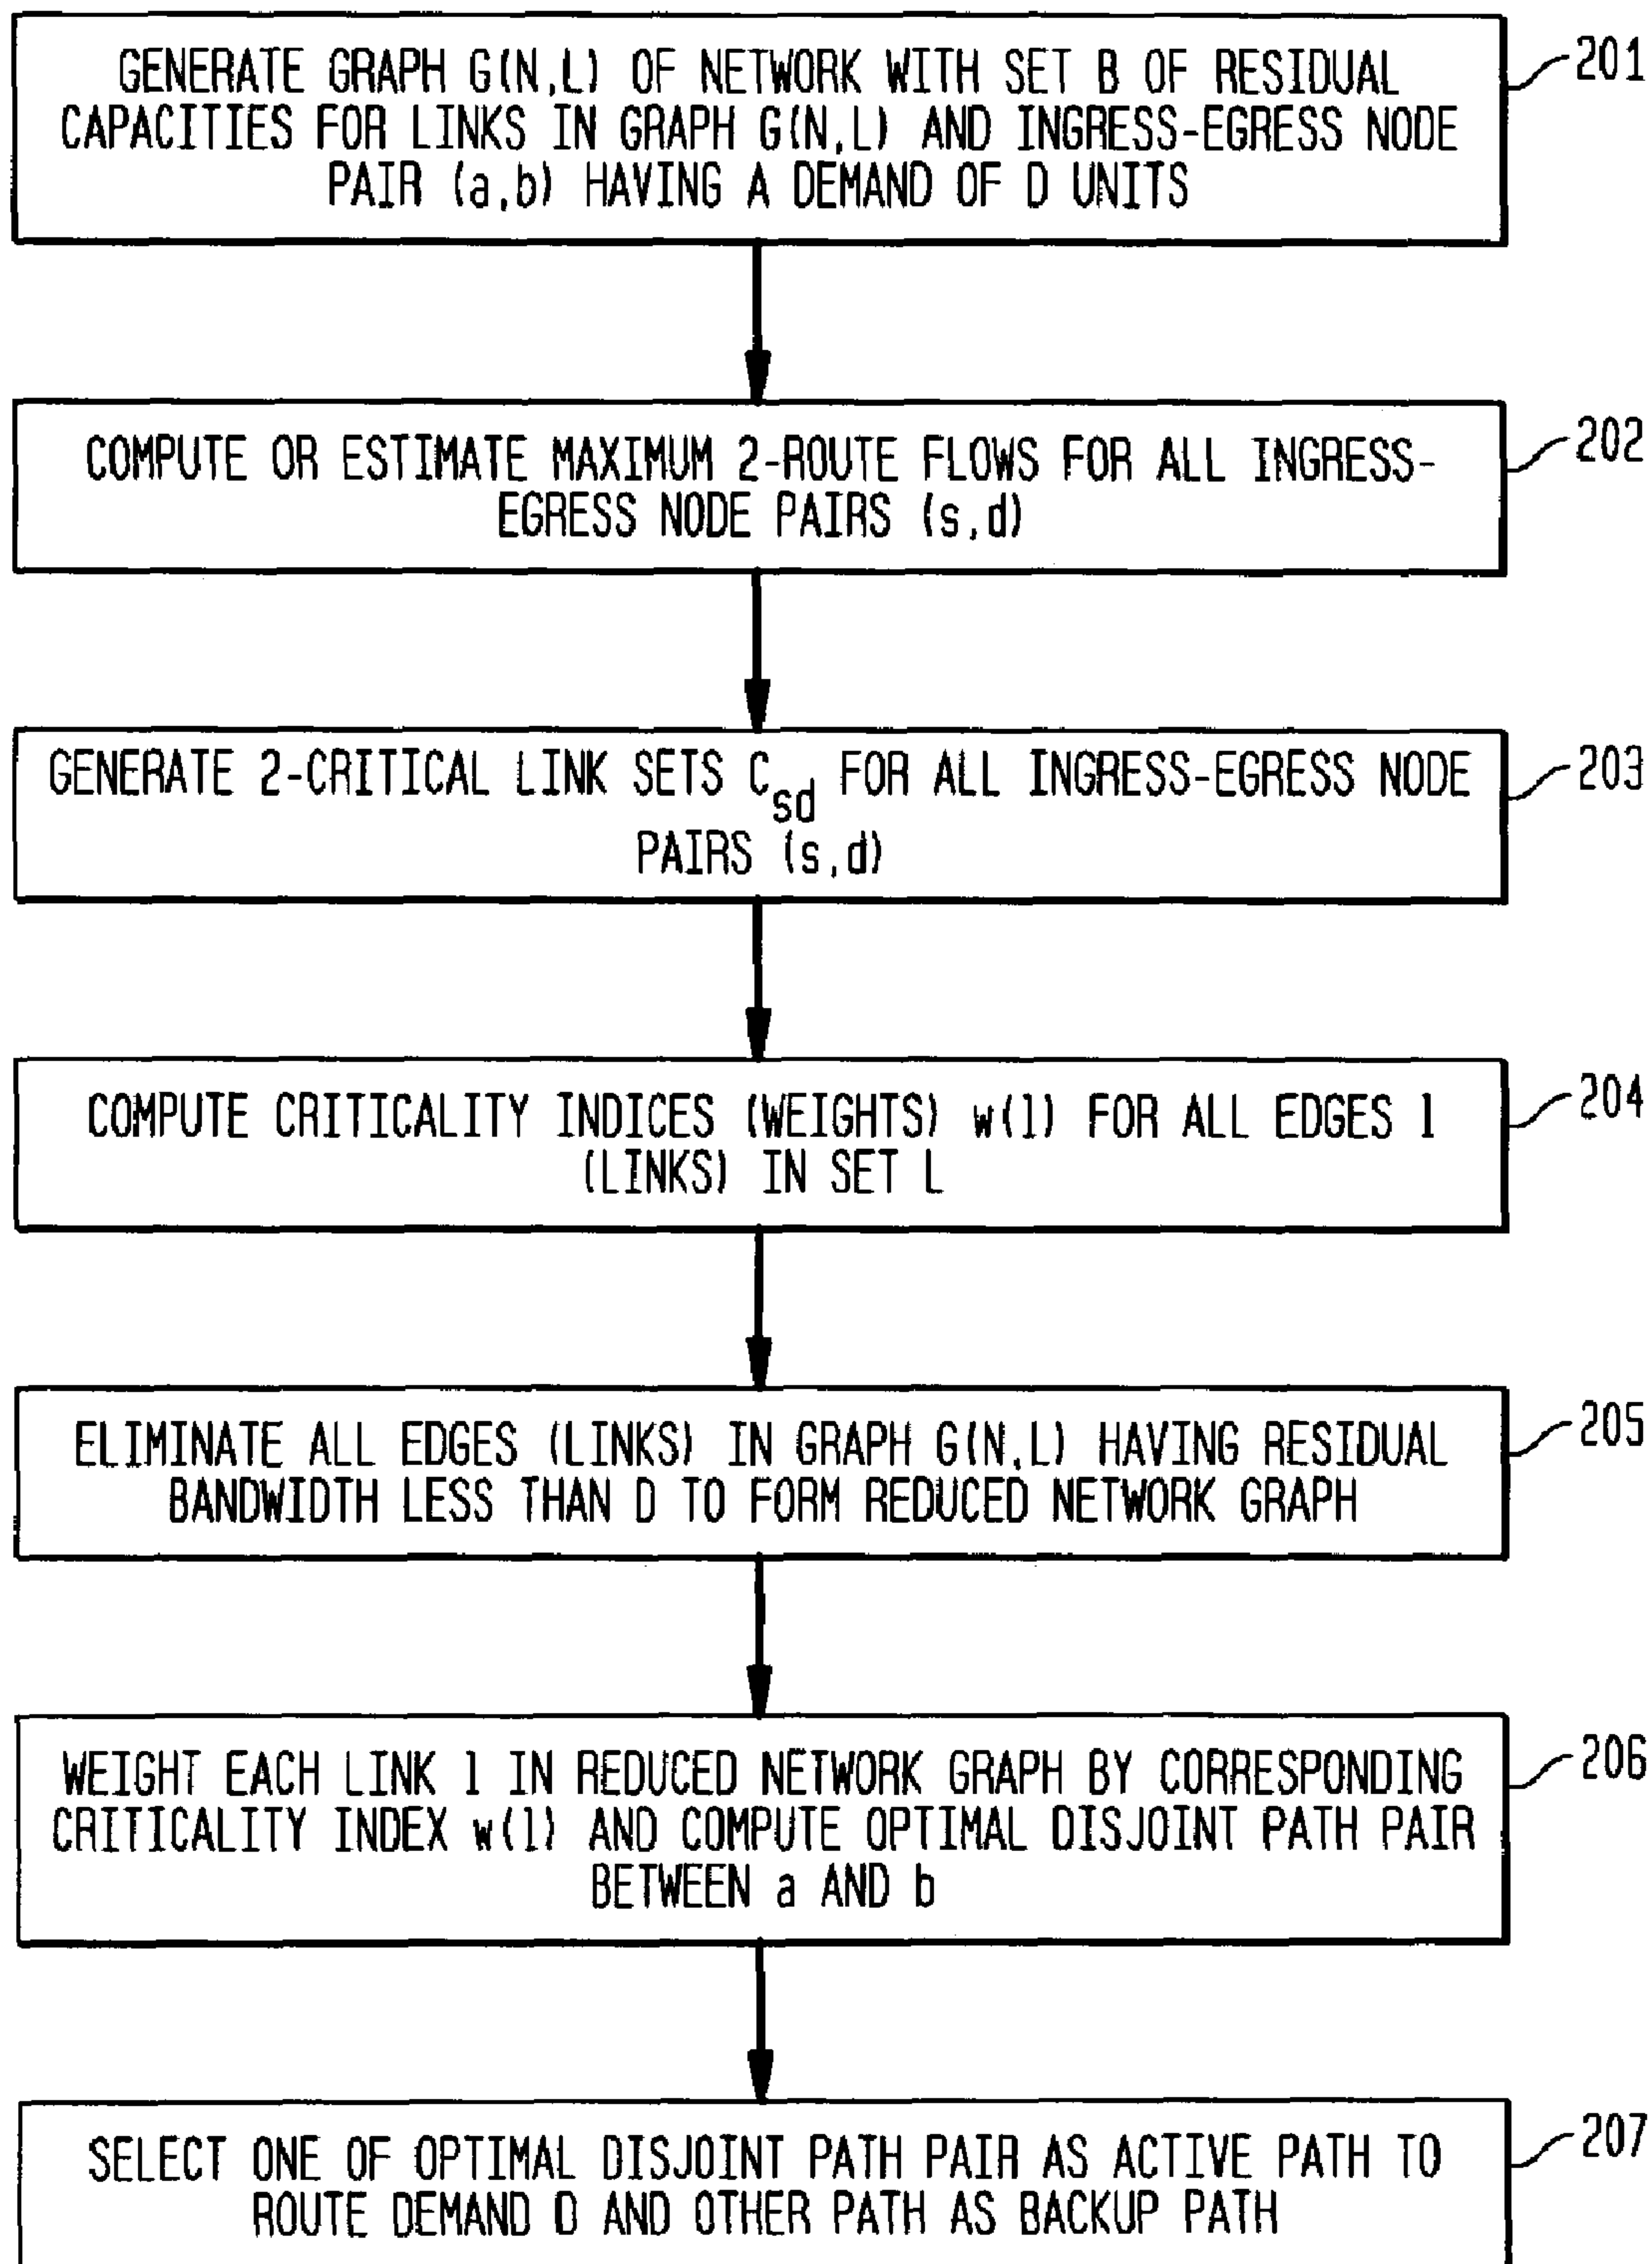 GENERATE GRAPH G(N,L) OF NETWORK WITH SET B OF RESIDUAL
CAPACITIES FOR LINKS IN GRAPH G(N,L) AND INGRESS-EGRESS NODE
PAIR (a,b) HAVING A DEMAND OF D UNITS
201
COMPUTE OR ESTIMATE MAXIMUM 2-ROUTE FLOWS FOR ALL INGRESS-
EGRESS NODE PAIRS (s,d)
202
GENERATE 2-CRITICAL LINK SETS C_sd FOR ALL INGRESS-EGRESS NODE
PAIRS (s,d)
203
COMPUTE CRITICALITY INDICES (WEIGHTS) w(l) FOR ALL EDGES l
(LINKS) IN SET L
204
ELIMINATE ALL EDGES (LINKS) IN GRAPH G(N,L) HAVING RESIDUAL
BANDWIDTH LESS THAN D TO FORM REDUCED NETWORK GRAPH
205
WEIGHT EACH LINK l IN REDUCED NETWORK GRAPH BY CORRESPONDING
CRITICALITY INDEX w(l) AND COMPUTE OPTIMAL DISJOINT PATH PAIR
BETWEEN a AND b
206
SELECT ONE OF OPTIMAL DISJOINT PATH PAIR AS ACTIVE PATH TO
ROUTE DEMAND D AND OTHER PATH AS BACKUP PATH
207